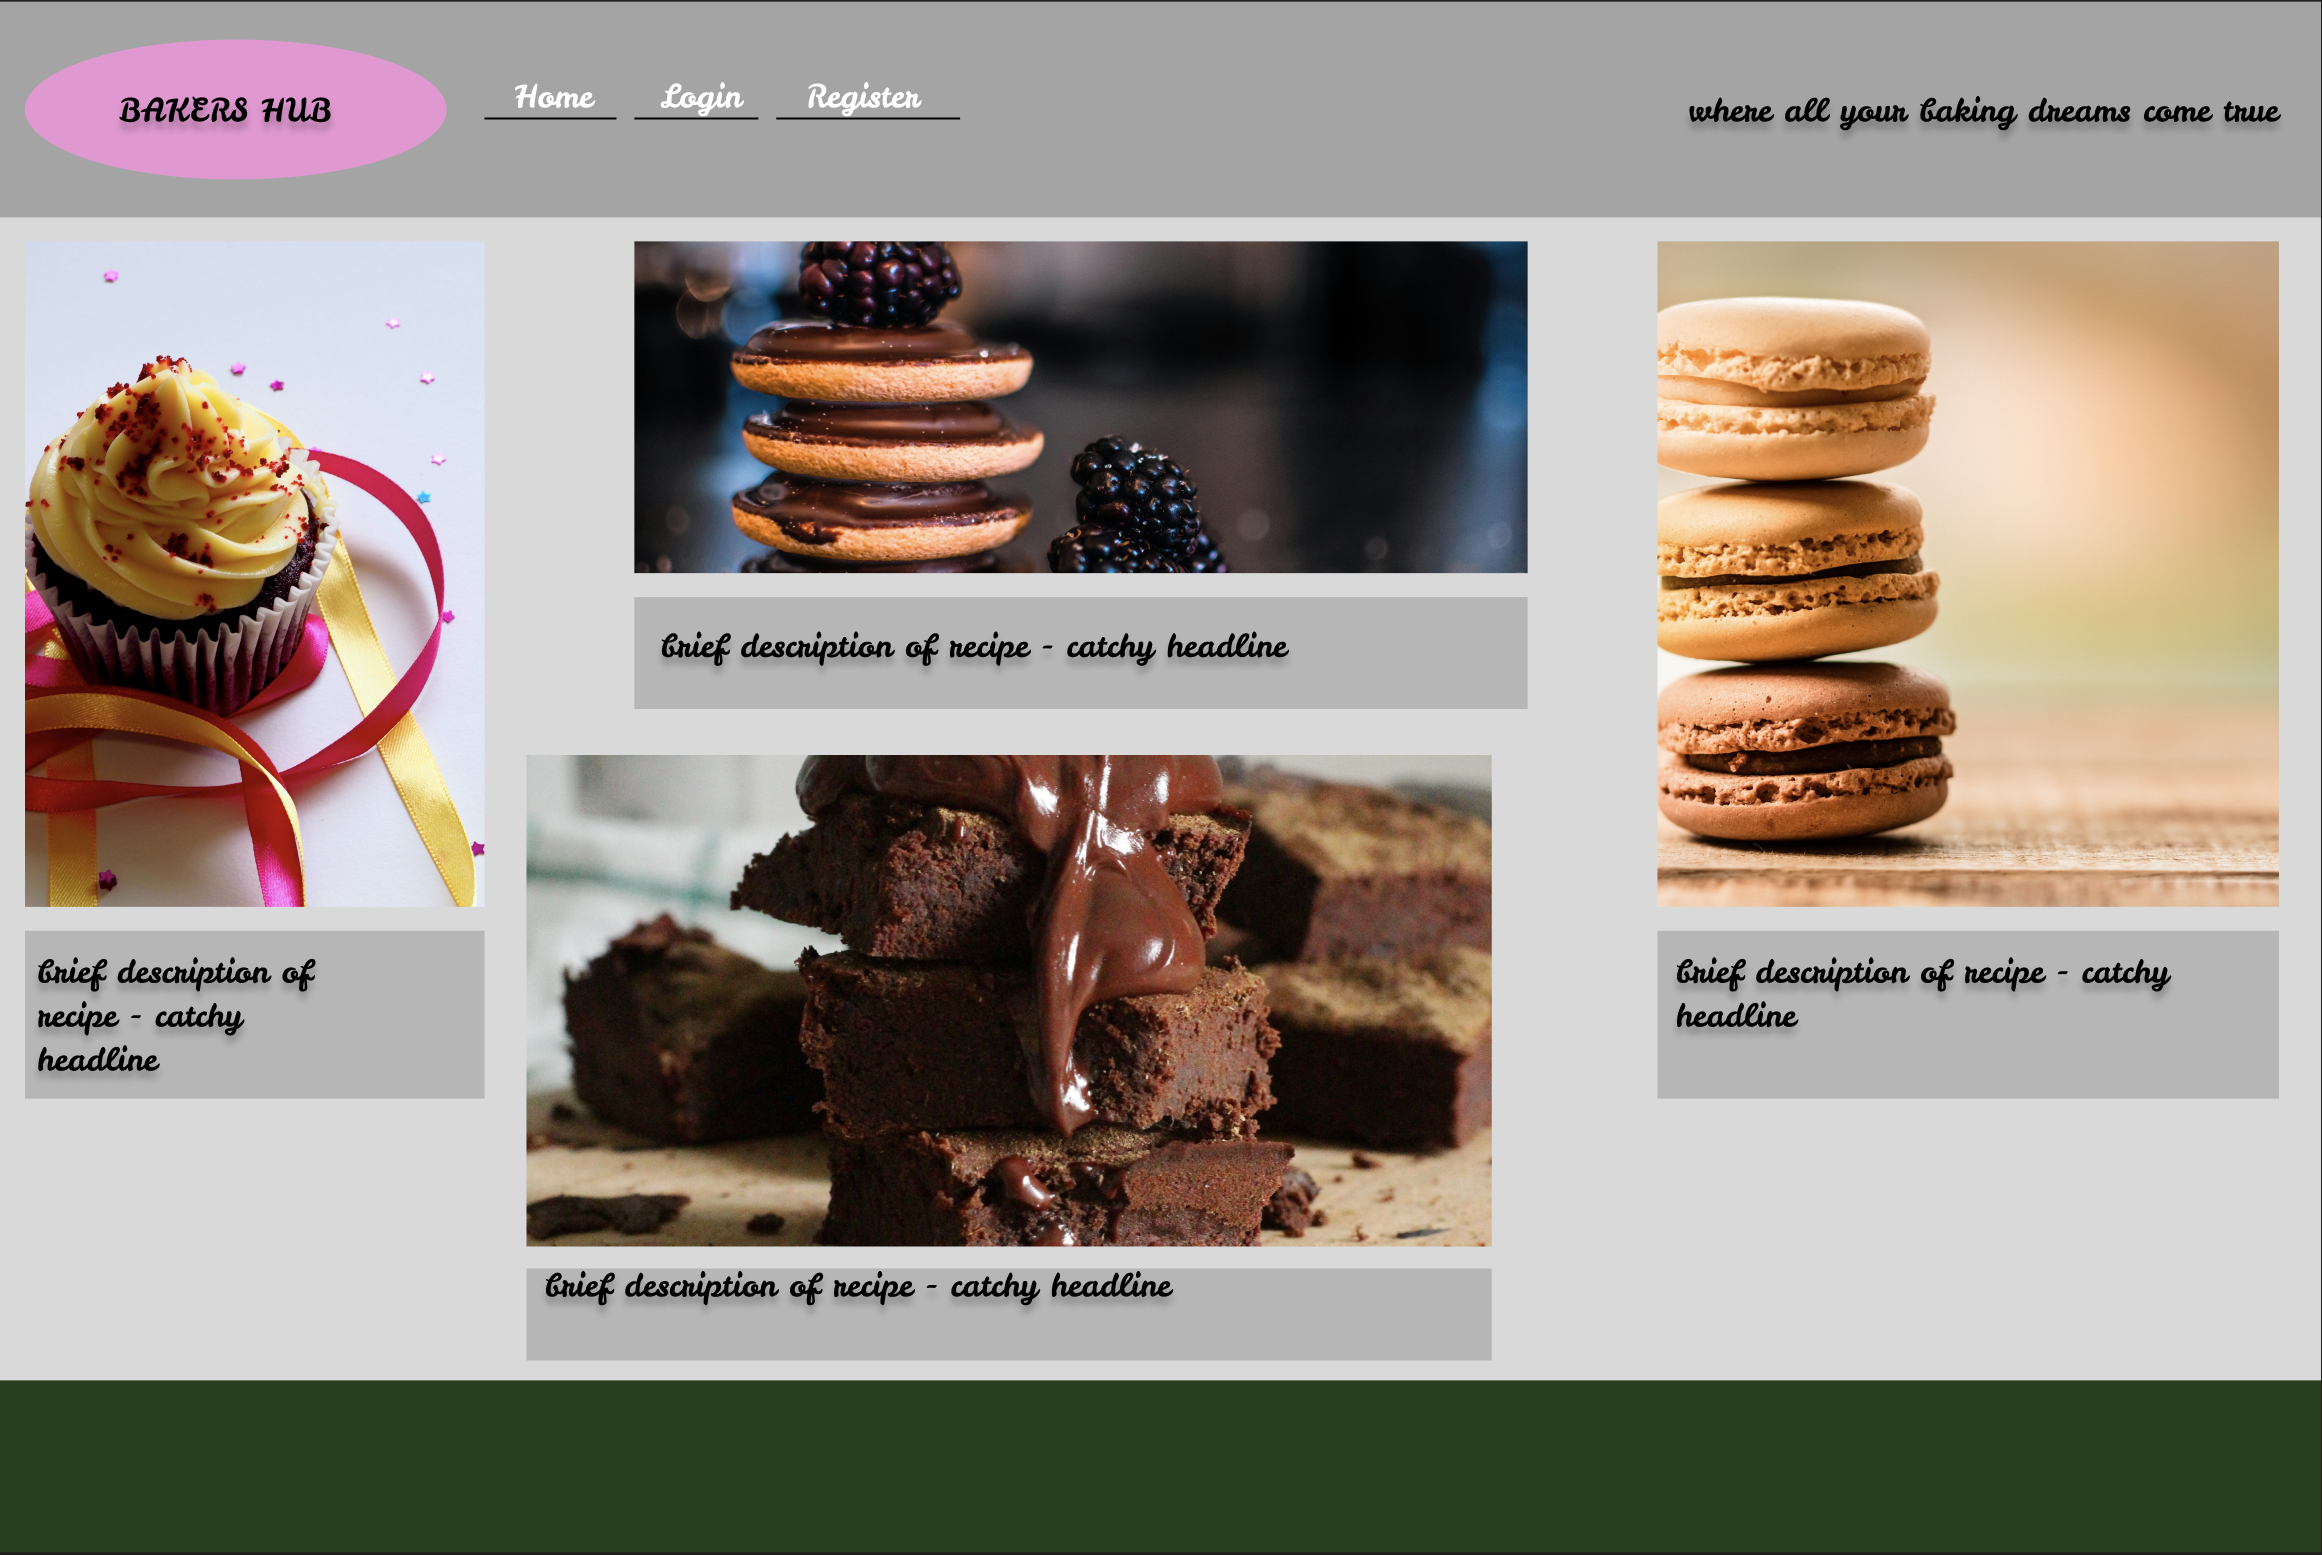 BAKERS HUB
Home
Login
Register
where all your baking dreams come true
brief description of recipe - catchy headline
brief description of
recipe - catchy
headline
brief description of recipe - catchy
headline
brief description of recipe - catchy headline